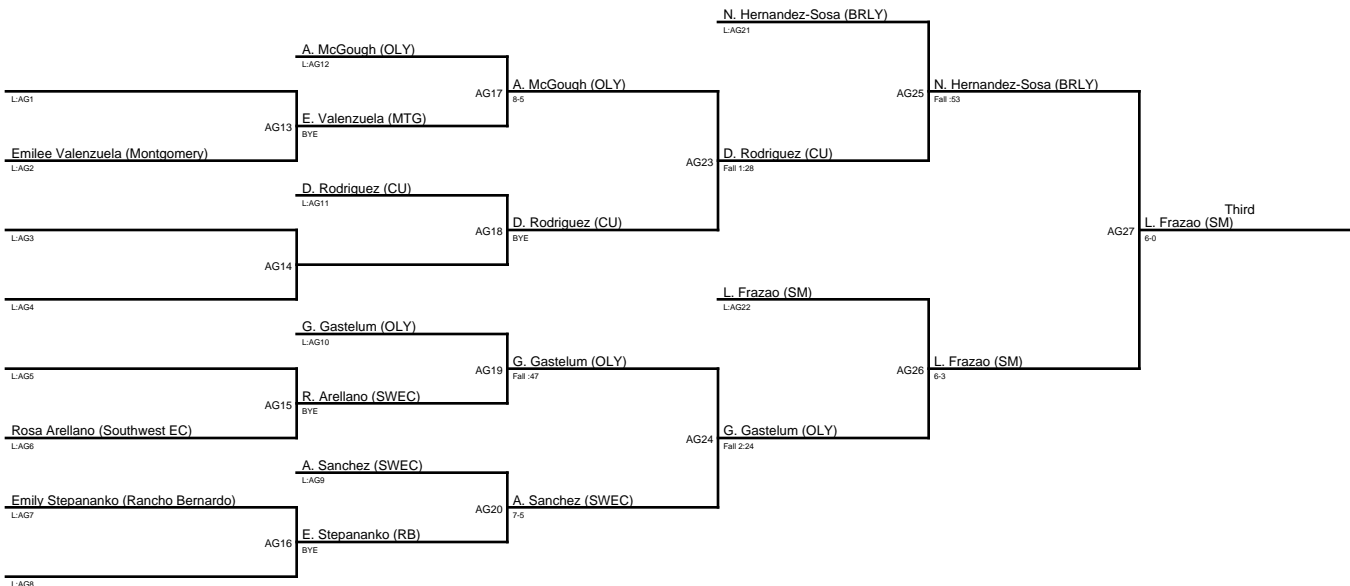 N. Hernandez-Sosa (BRLY)
L:AG21
A. McGough (OLY)
L:AG12
L:AG1
AG17
A. McGough (OLY)
8-5
AG25
N. Hernandez-Sosa (BRLY)
Fall :53
AG13
E. Valenzuela (MTG)
BYE
Emilee Valenzuela (Montgomery)
L:AG2
AG23
D. Rodriguez (CU)
Fall 1:28
D. Rodriguez (CU)
L:AG11
L:AG3
AG18
D. Rodriguez (CU)
BYE
AG27
Third
L. Frazao (SM)
6-0
AG14
L:AG4
L. Frazao (SM)
L:AG22
G. Gastelum (OLY)
L:AG10
L:AG5
AG19
G. Gastelum (OLY)
Fall :47
AG26
L. Frazao (SM)
6-3
AG15
R. Arellano (SWEC)
BYE
Rosa Arellano (Southwest EC)
L:AG6
AG24
G. Gastelum (OLY)
Fall 2:24
A. Sanchez (SWEC)
L:AG9
Emily Stepananko (Rancho Bernardo)
L:AG7
AG20
A. Sanchez (SWEC)
7-5
AG16
E. Stepananko (RB)
BYE
L:AG8